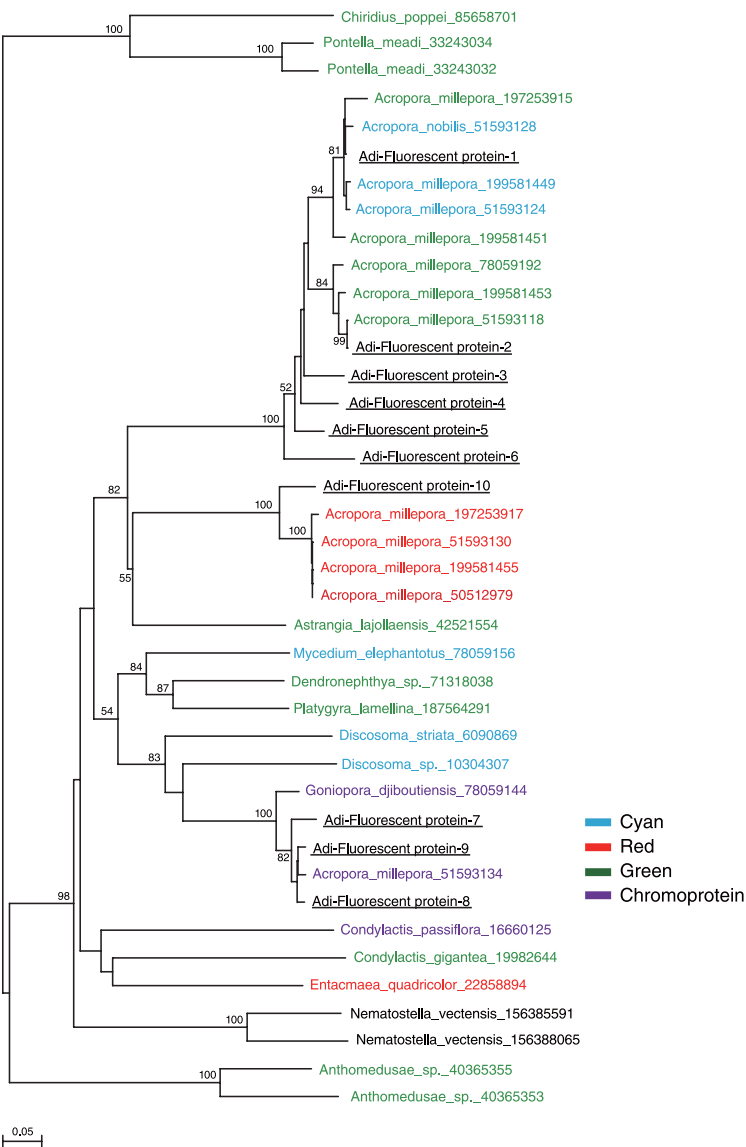 Chiridius_poppei_85658701
100
Pontella_meadi_33243034
100
Pontella_meadi_33243032
Acropora_millepora_197253915
Acropora_nobilis_51593128
81
Adi-Fluorescent protein-1
Acropora_millepora_199581449
94
Acropora_millepora_51593124
Acropora_millepora_199581451
Acropora_millepora_78059192
84
Acropora_millepora_199581453
Acropora_millepora_51593118
99
Adi-Fluorescent protein-2
Adi-Fluorescent protein-3
52
Adi-Fluorescent protein-4
100
Adi-Fluorescent protein-5
Adi-Fluorescent protein-6
82
Adi-Fluorescent protein-10
100
Acropora_millepora_197253917
100
Acropora_millepora_51593130
Acropora_millepora_199581455
55
Acropora_millepora_50512979
Astrangia_lajollaensis_42521554
Mycedium_elephantotus_78059156
84
Dendronephthya_sp._71318038
87
Platygyra_lamellina_187564291
54
Discosoma_striata_6090869
83
Discosoma_sp._10304307
Goniopora_djiboutiensis_78059144
100
Adi-Fluorescent protein-7
Adi-Fluorescent protein-9
82
Acropora_millepora_51593134
Adi-Fluorescent protein-8
98
Condylactis_passiflora_16660125
Condylactis_gigantea_19982644
Entacmaea_quadricolor_22858894
Nematostella_vectensis_156385591
100
Nematostella_vectensis_156388065
Anthomedusae_sp._40365355
100
Anthomedusae_sp._40365353
Cyan
Red
Green
Chromoprotein
0.05